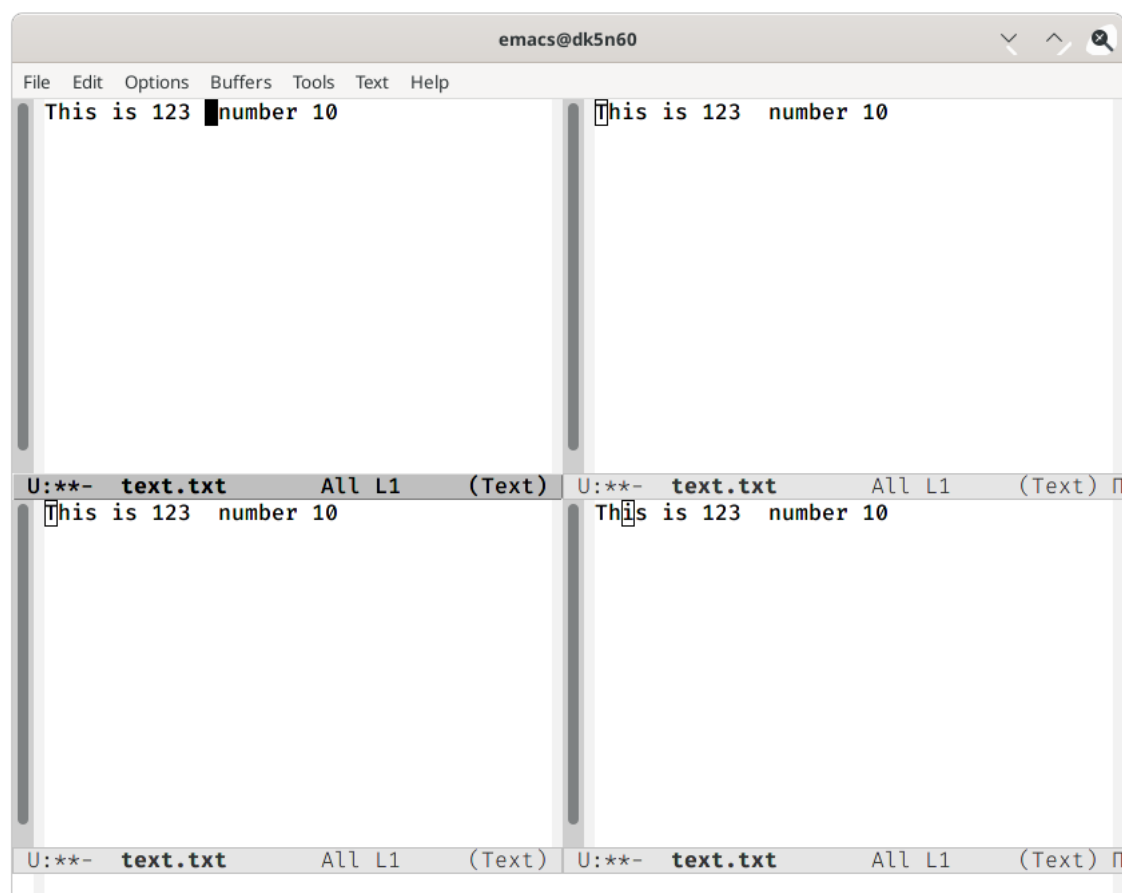 emacs@dk5n60
File Edit Options Buffers Tools Text Help
This is 123  number 10
This is 123  number 10
U:**-  text.txt       All L1     (Text)
U:**-  text.txt       All L1     (Text) П
This is 123  number 10
This is 123  number 10
U:**-  text.txt       All L1     (Text)
U:**-  text.txt       All L1     (Text) П